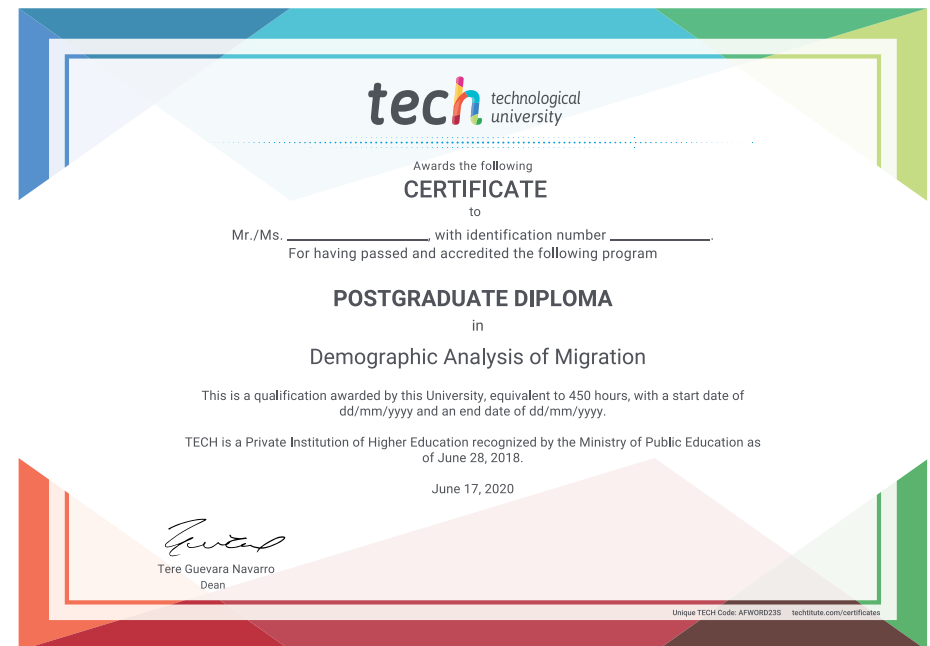 tech technological
university
Awards the following
CERTIFICATE
to
Mr./Ms. ____________________, with identification number ______________.
For having passed and accredited the following program
POSTGRADUATE DIPLOMA
in
Demographic Analysis of Migration
This is a qualification awarded by this University, equivalent to 450 hours, with a start date of
dd/mm/yyyy and an end date of dd/mm/yyyy.
TECH is a Private Institution of Higher Education recognized by the Ministry of Public Education as
of June 28, 2018.
June 17, 2020
Tere Guevara Navarro
Dean
Unique TECH Code: AFWORD23S techtitute.com/certificates